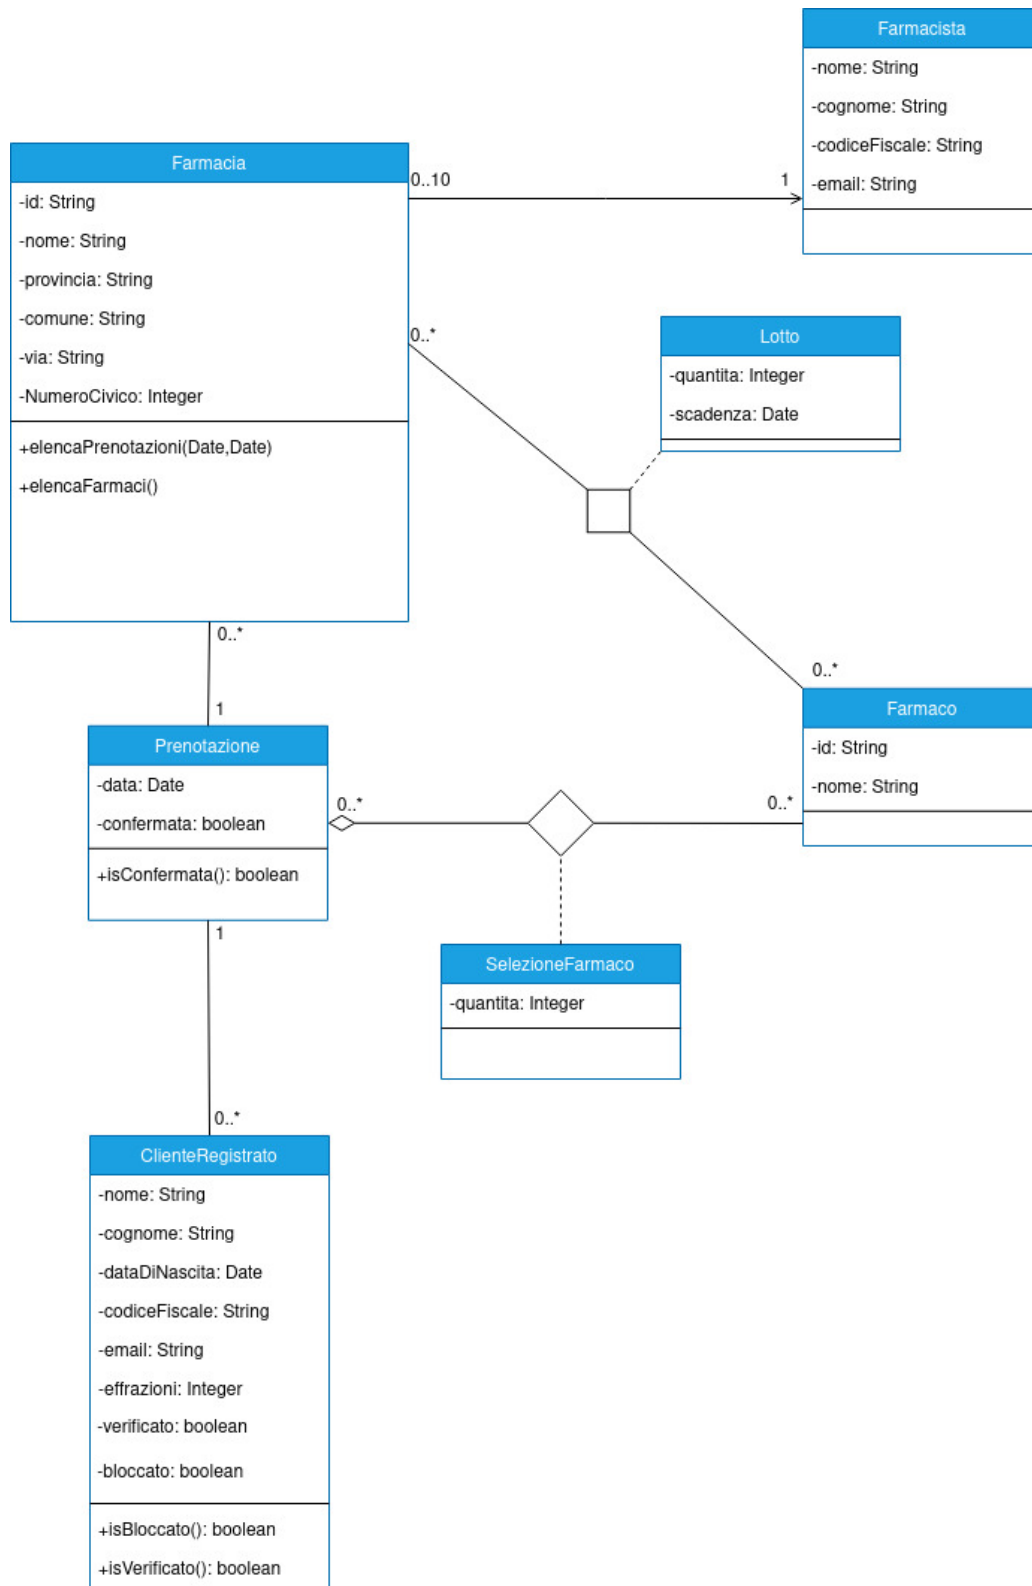 Farmacista
-nome: String
-cognome: String
-codiceFiscale: String
-email: String
Farmacia
-id: String
-nome: String
-provincia: String
-comune: String
-via: String
-NumeroCivico: Integer
+elencaPrenotazioni(Date,Date)
+elencaFarmaci()
0..10
1
0..*
Lotto
-quantita: Integer
-scadenza: Date
0..*
0..*
1
Farmaco
-id: String
-nome: String
Prenotazione
-data: Date
-confermata: boolean
+isConfermata(): boolean
0..*
0..*
SelezioneFarmaco
-quantita: Integer
1
0..*
ClienteRegistrato
-nome: String
-cognome: String
-dataDiNascita: Date
-codiceFiscale: String
-email: String
-effrazioni: Integer
-verificato: boolean
-bloccato: boolean
+isBloccato(): boolean
+isVerificato(): boolean